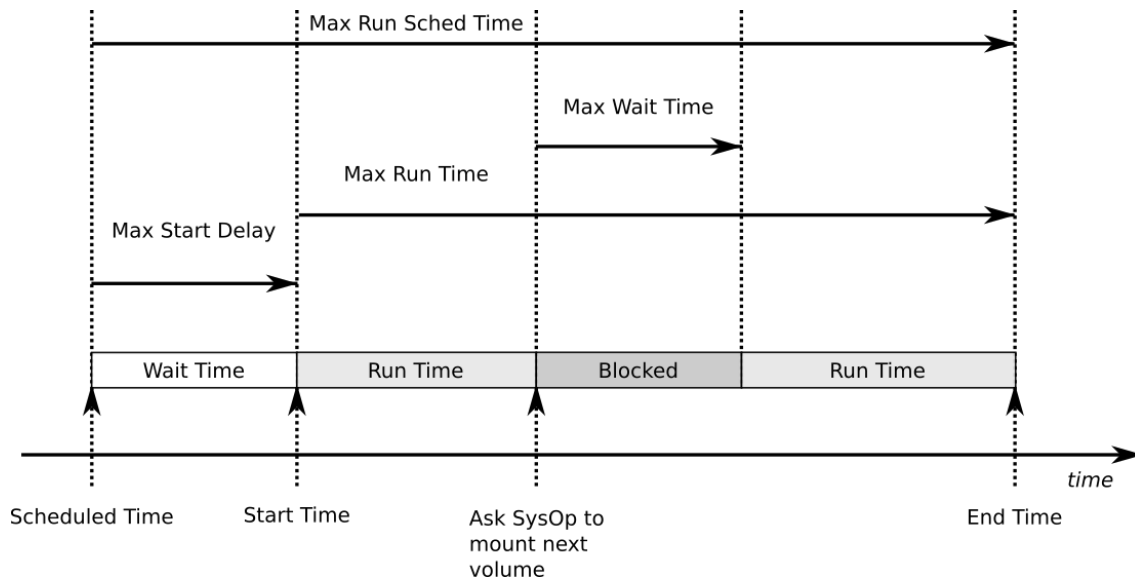 Max Run Sched Time
Max Wait Time
Max Run Time
Max Start Delay
Wait Time
Run Time
Blocked
Run Time
time
Scheduled Time
Start Time
Ask SysOp to
mount next
volume
End Time